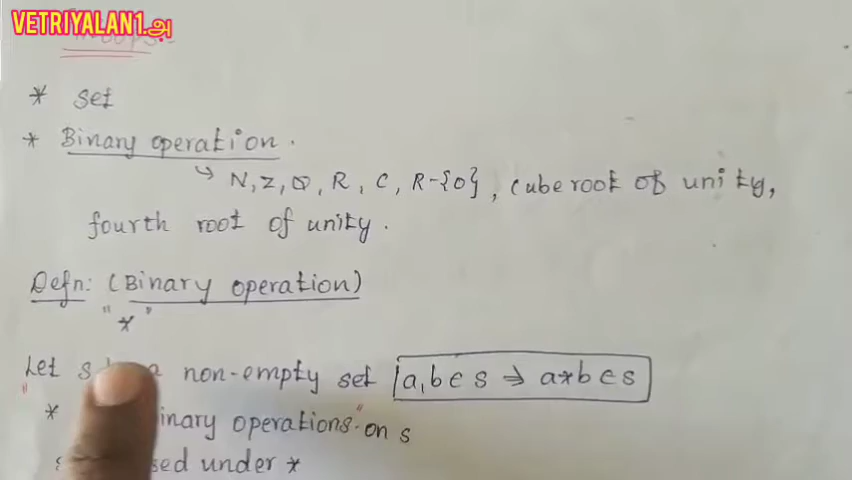 VETRIYALAN1.அ
* Set
* Binary operation.
↳ N, Z, Q, R, C, R-{0}, Cube root of unity,
fourth root of unity.
Defn: (Binary operation)
" * "
Let S a non-empty set a,b ∈ S → a*b ∈ S
" * inary operations" on S
sed under *